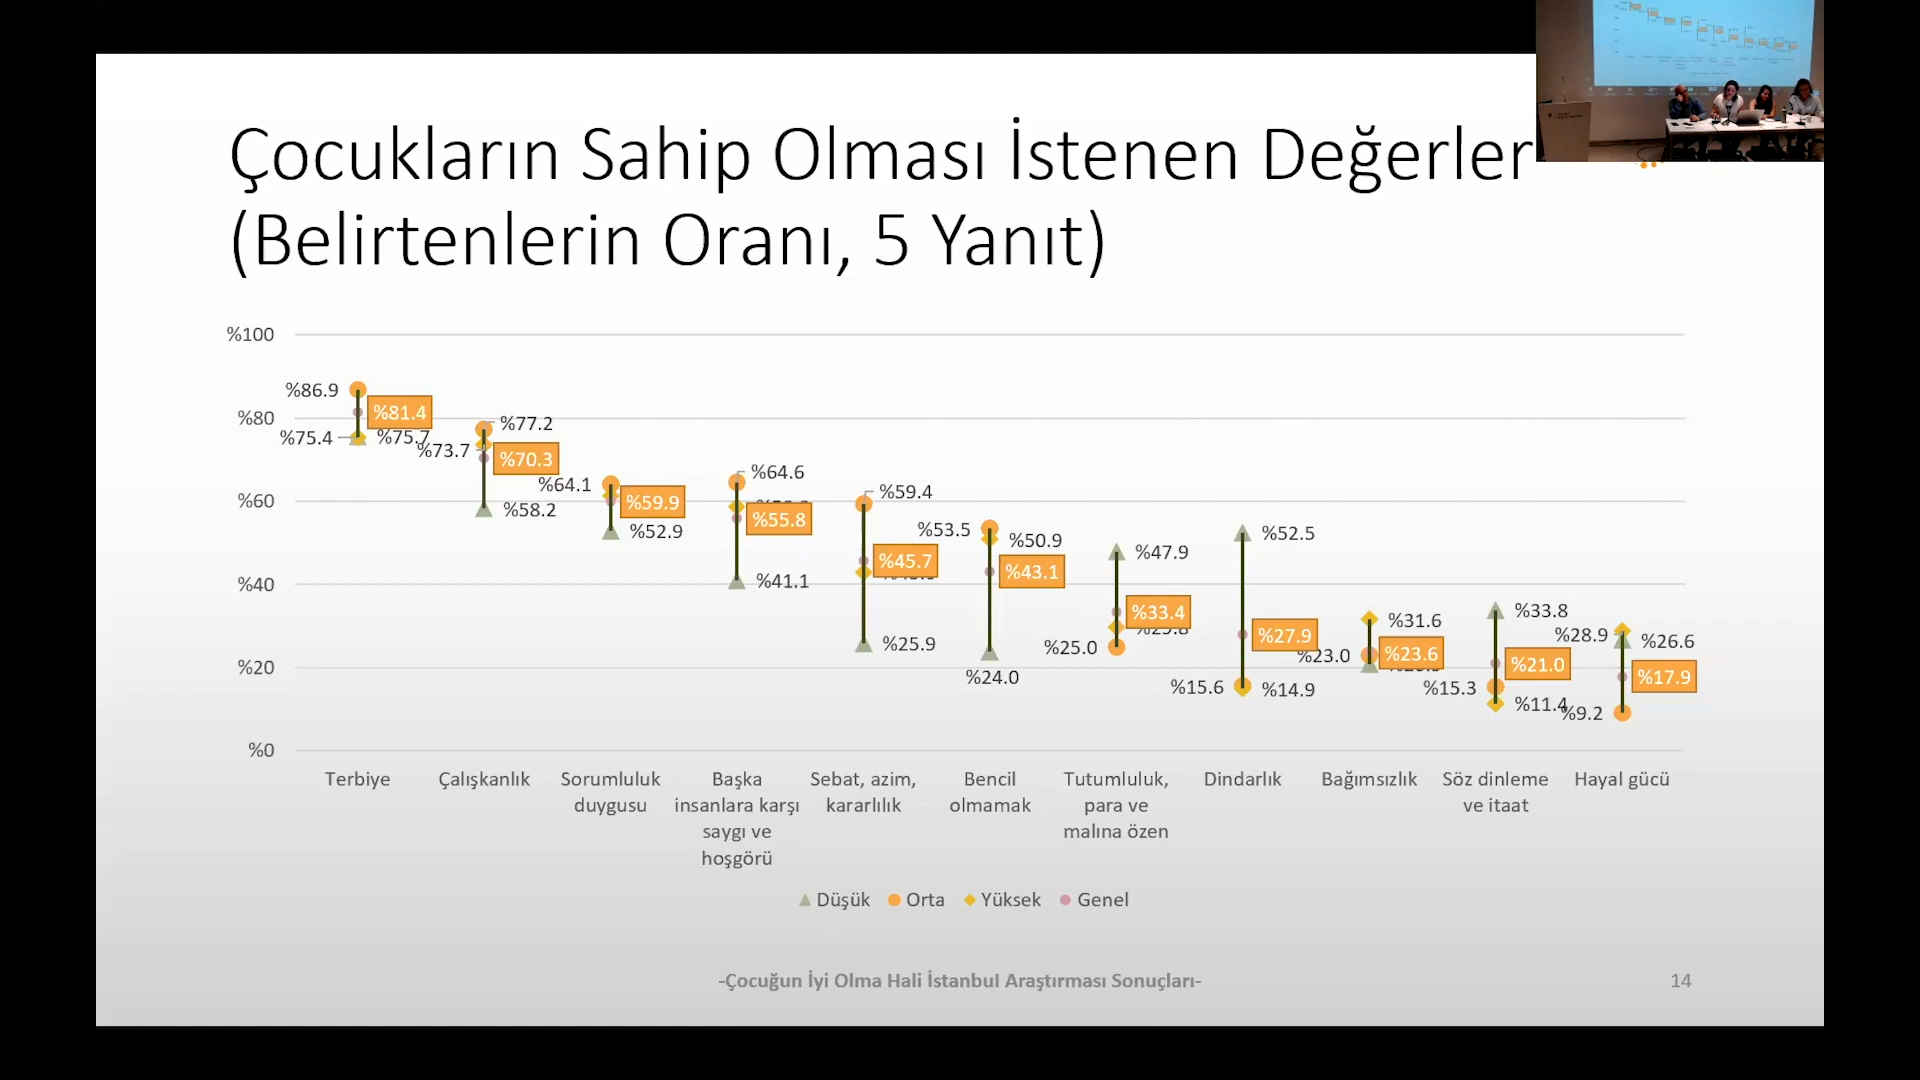 Çocukların Sahip Olması İstenen Değerler
(Belirtenlerin Oranı, 5 Yanıt)
%100
%80
%60
%40
%20
%0
%86.9
%81.4
%75.4
%75.7
%77.2
%73.7
%70.3
%58.2
%64.1
%59.9
%52.9
%64.6
%55.8
%41.1
%59.4
%45.7
%25.9
%53.5
%50.9
%43.1
%24.0
%47.9
%33.4
%25.0
%52.5
%27.9
%15.6
%14.9
%31.6
%23.0
%23.6
%33.8
%21.0
%15.3
%11.4
%28.9
%26.6
%17.9
%9.2
Terbiye
Çalışkanlık
Sorumluluk
duygusu
Başka
insanlara karşı
saygı ve
hoşgörü
Sebat, azim,
kararlılık
Bencil
olmamak
Tutumluluk,
para ve
malına özen
Dindarlık
Bağımsızlık
Söz dinleme
ve itaat
Hayal gücü
Düşük Orta Yüksek Genel
-Çocuğun İyi Olma Hali İstanbul Araştırması Sonuçları-
14